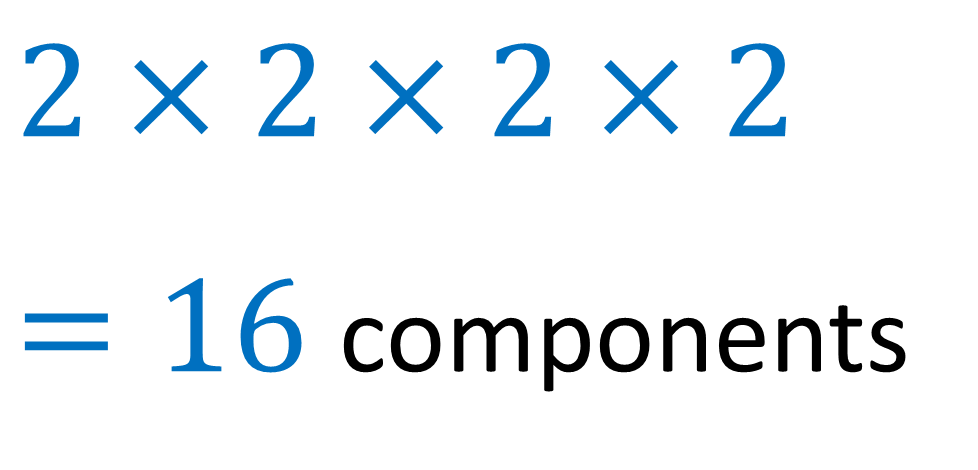 2 × 2 × 2 × 2
= 16 components